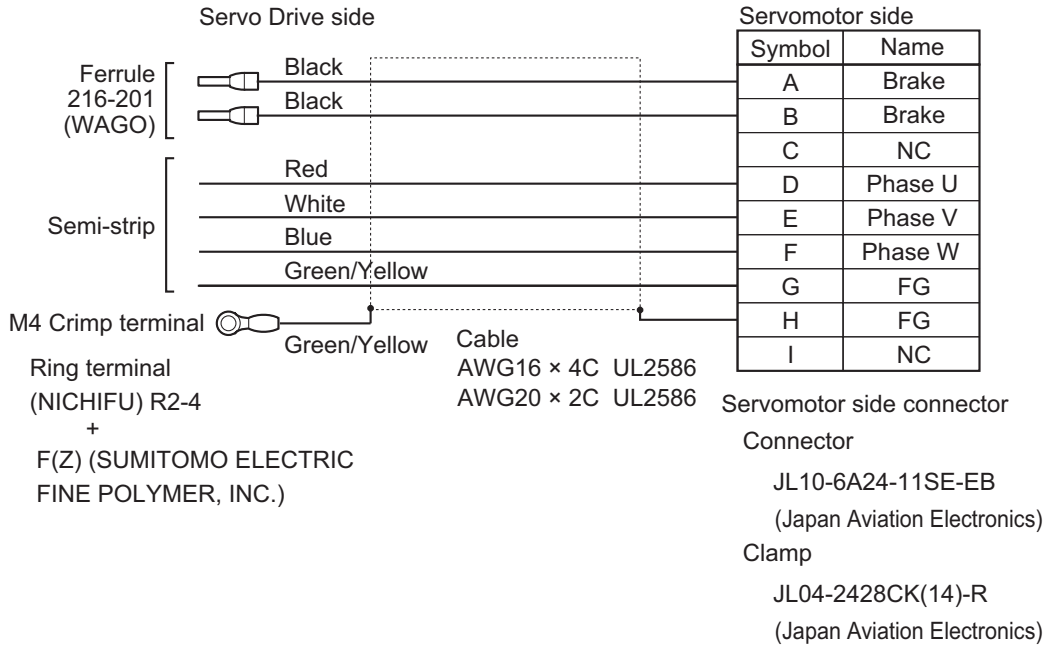 Servo Drive side
Servomotor side
Symbol Name
Ferrule
216-201
(WAGO)
Black
A Brake
Black
B Brake
C NC
Semi-strip
Red
D Phase U
White
E Phase V
Blue
F Phase W
Green/Yellow
G FG
M4 Crimp terminal
Green/Yellow
H FG
I NC
Cable
AWG16 × 4C UL2586
AWG20 × 2C UL2586
Ring terminal
(NICHIFU) R2-4
+
F(Z) (SUMITOMO ELECTRIC
FINE POLYMER, INC.)
Servomotor side connector
Connector
JL10-6A24-11SE-EB
(Japan Aviation Electronics)
Clamp
JL04-2428CK(14)-R
(Japan Aviation Electronics)